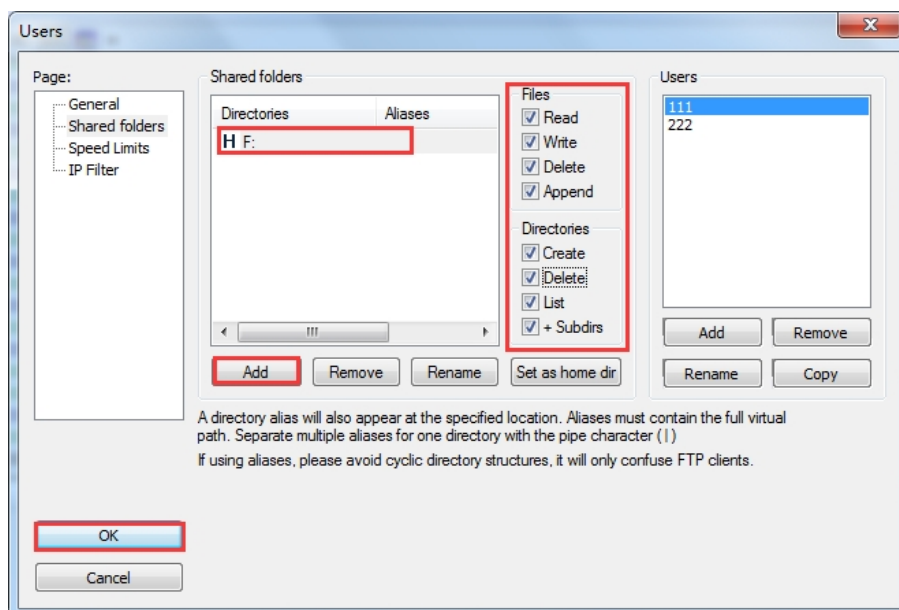 Users
Page:
General
Shared folders
Speed Limits
IP Filter
Shared folders
Directories Aliases
H F:
Files
Read
Write
Delete
Append
Directories
Create
Delete
List
+ Subdirs
Add Remove Rename Set as home dir
Users
111
222
Add Remove
Rename Copy
A directory alias will also appear at the specified location. Aliases must contain the full virtual
path. Separate multiple aliases for one directory with the pipe character ( | )
If using aliases, please avoid cyclic directory structures, it will only confuse FTP clients.
OK
Cancel